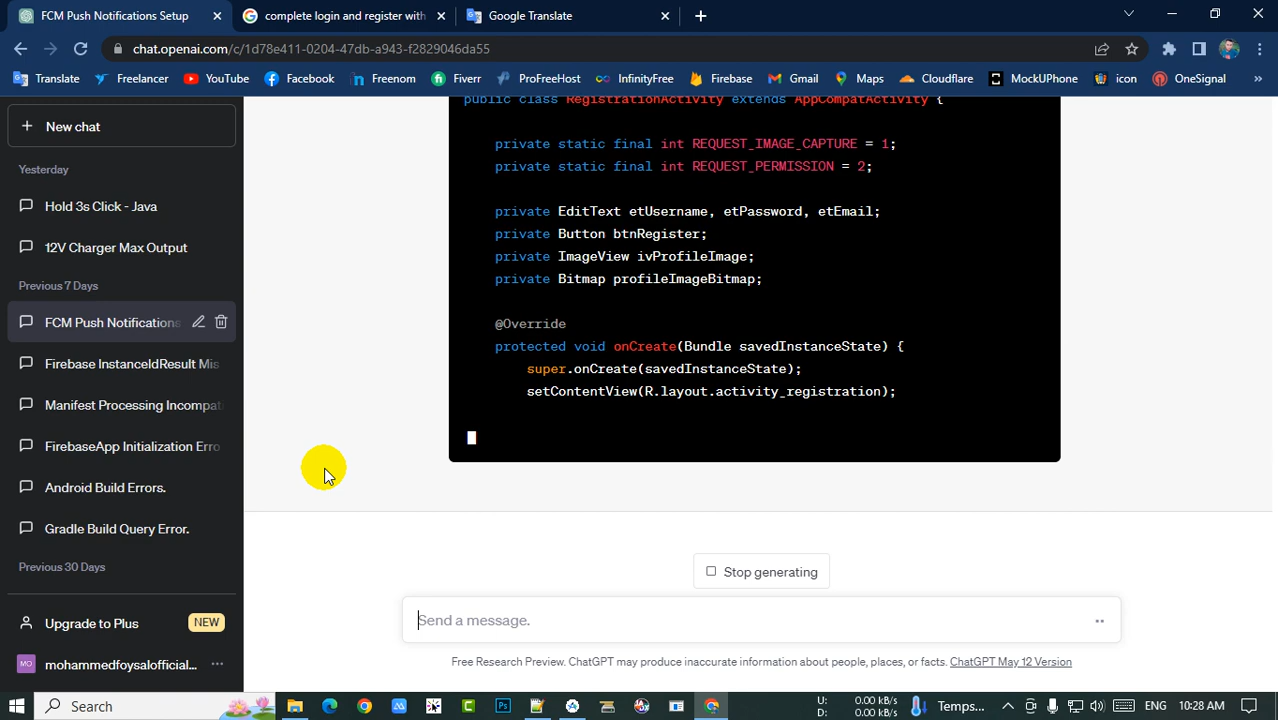 FCM Push Notifications Setup
complete login and register with
Google Translate
chat.openai.com/c/1d78e411-0204-47db-a943-f2829046da55
Translate
Freelancer
YouTube
Facebook
Freenom
Fiverr
ProFreeHost
InfinityFree
Firebase
Gmail
Maps
Cloudflare
MockUPhone
icon
OneSignal
»
+ New chat
Yesterday
Hold 3s Click - Java
12V Charger Max Output
Previous 7 Days
FCM Push Notifications
Firebase InstanceIdResult Mis
Manifest Processing Incompat
FirebaseApp Initialization Erro
Android Build Errors.
Gradle Build Query Error.
Previous 30 Days
Upgrade to Plus
NEW
MO
mohammedfoysalofficial...
public class RegistrationActivity extends AppCompatActivity {
private static final int REQUEST_IMAGE_CAPTURE = 1;
private static final int REQUEST_PERMISSION = 2;
private EditText etUsername, etPassword, etEmail;
private Button btnRegister;
private ImageView ivProfileImage;
private Bitmap profileImageBitmap;
@Override
protected void onCreate(Bundle savedInstanceState) {
super.onCreate(savedInstanceState);
setContentView(R.layout.activity_registration);
Stop generating
Send a message.
Free Research Preview. ChatGPT may produce inaccurate information about people, places, or facts. ChatGPT May 12 Version
Search
U: 0.00 kB/s
D: 0.00 kB/s
Temps...
ENG
10:28 AM